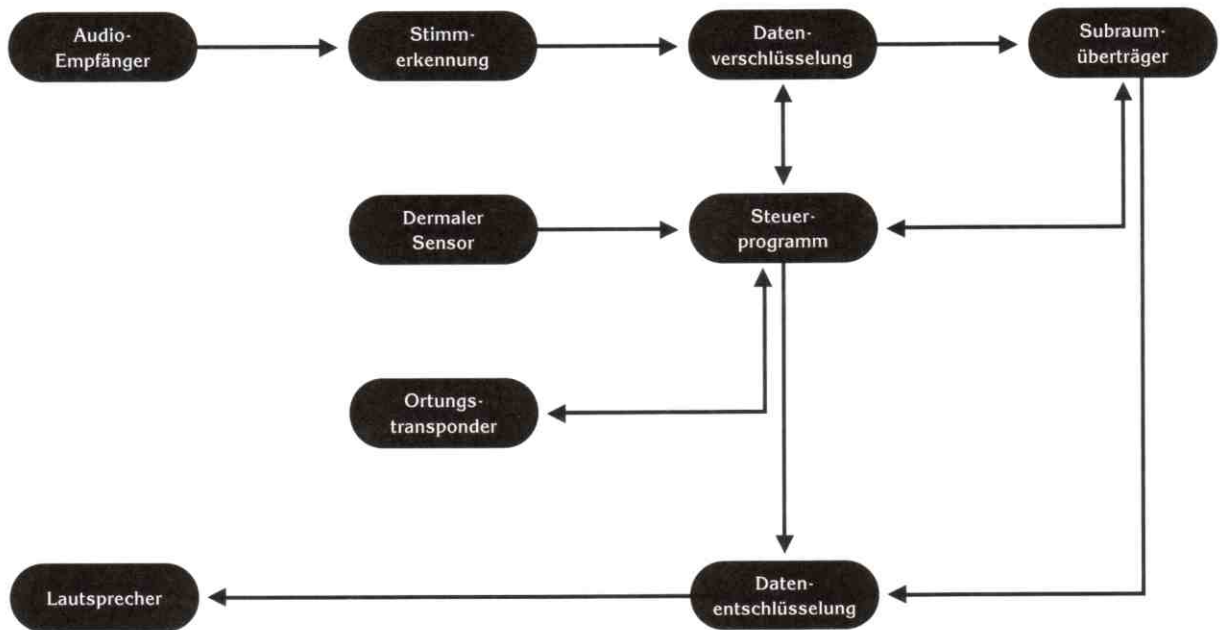 Audio-
Empfänger
Stimm-
erkennung
Daten-
verschlüsselung
Subraum-
überträger
Dermaler
Sensor
Steuer-
programm
Ortungs-
transponder
Lautsprecher
Daten-
entschlüsselung